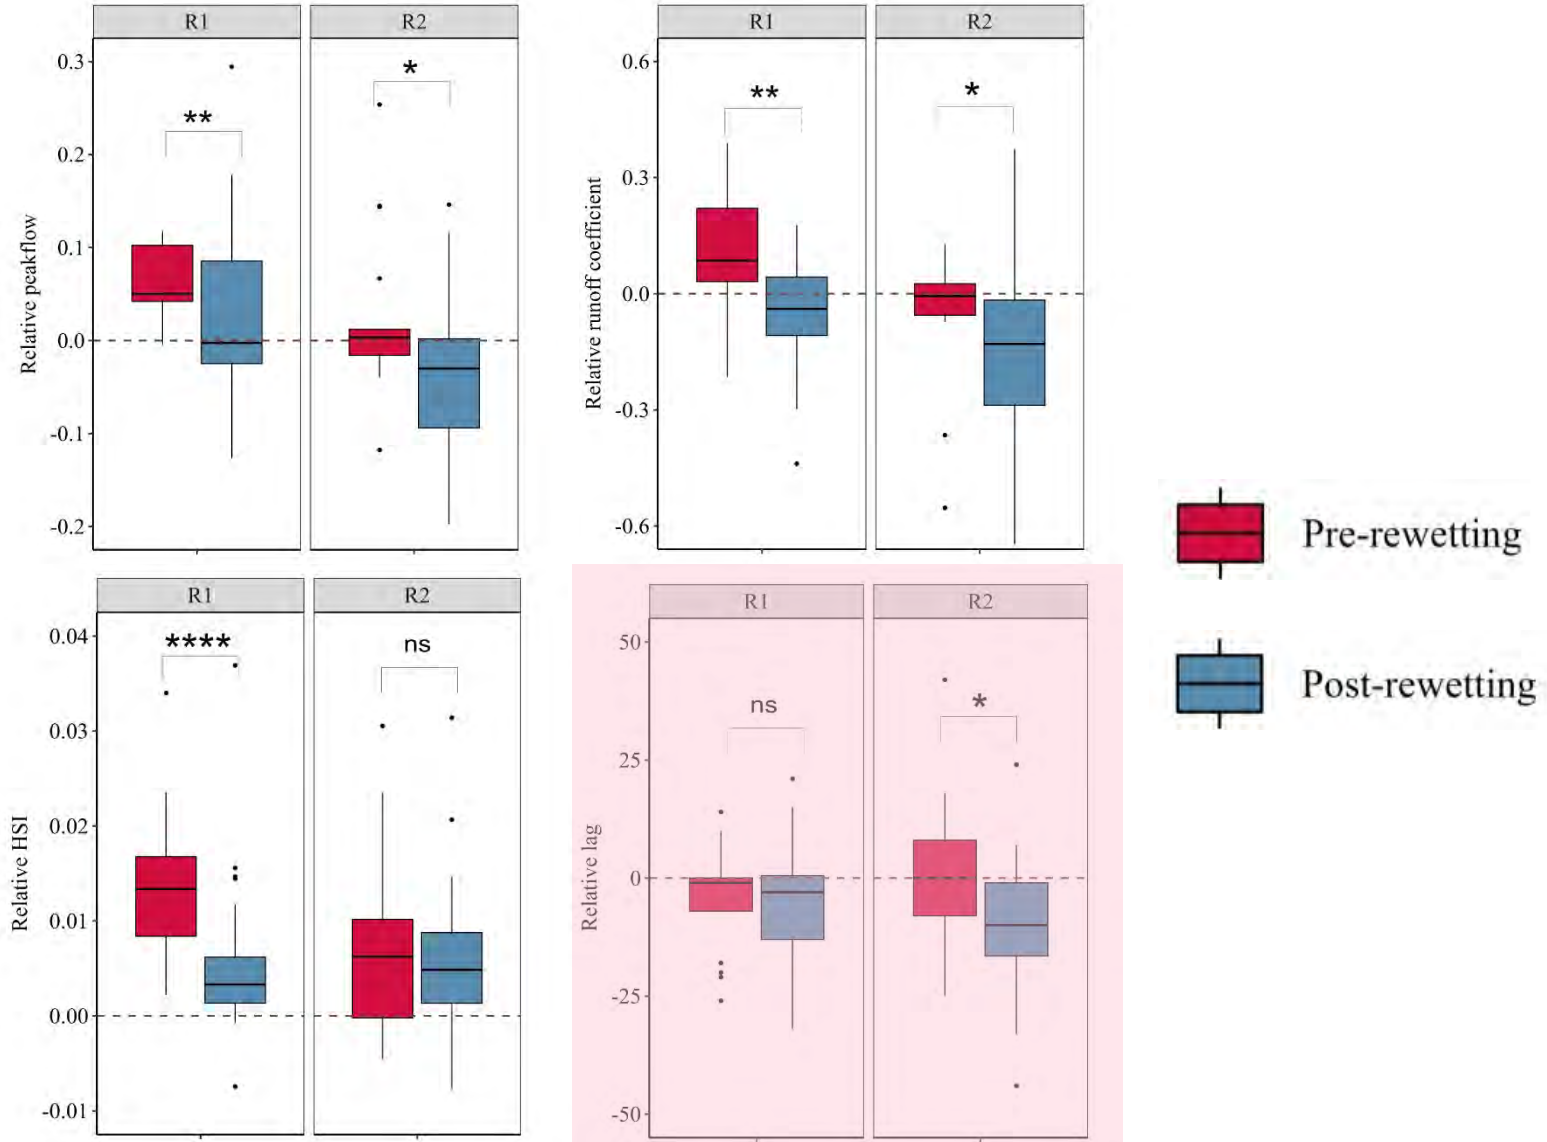 R1
R2
0.3
0.2
0.1
0.0
-0.1
-0.2
Relative peakflow
**
*
R1
R2
0.6
0.3
0.0
-0.3
-0.6
Relative runoff coefficient
**
*
R1
R2
0.04
0.03
0.02
0.01
0.00
-0.01
Relative HSI
****
ns
R1
R2
50
25
0
-25
-50
Relative lag
ns
*
Pre-rewetting
Post-rewetting